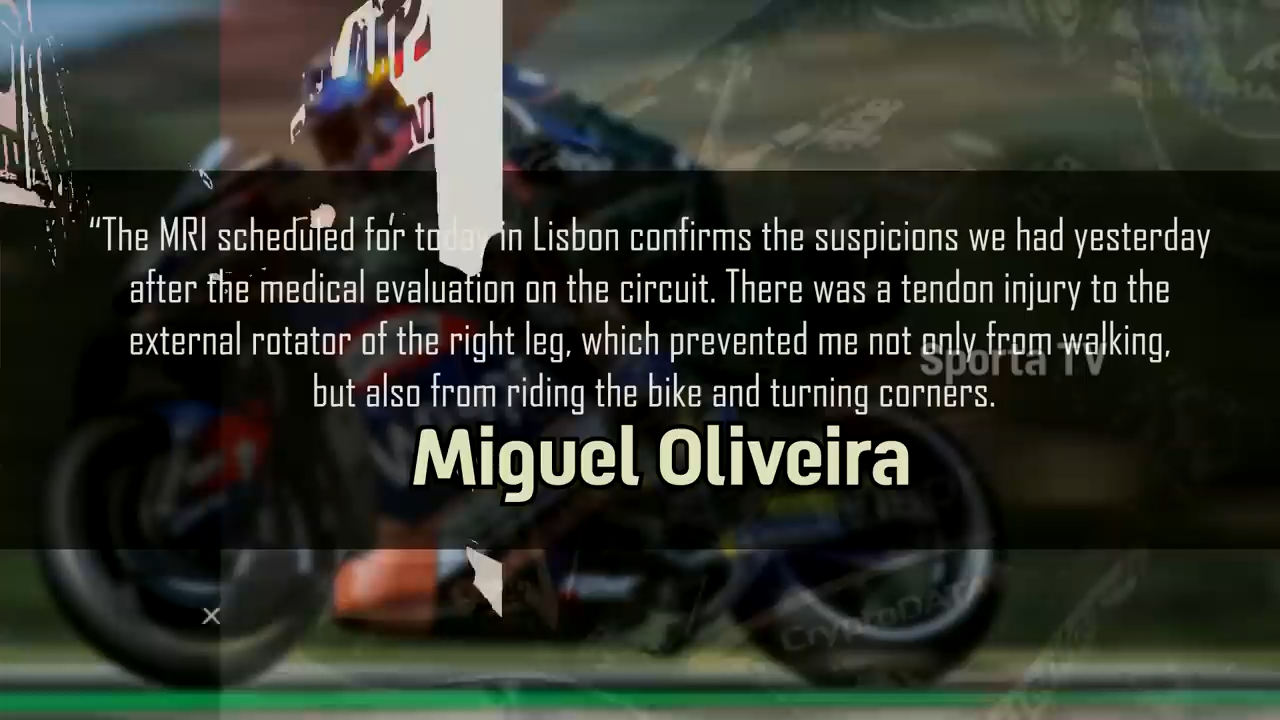 “The MRI scheduled for today in Lisbon confirms the suspicions we had yesterday
after the medical evaluation on the circuit. There was a tendon injury to the
external rotator of the right leg, which prevented me not only from walking,
Sporta TV
but also from riding the bike and turning corners.
Miguel Oliveira
CryptoDATA